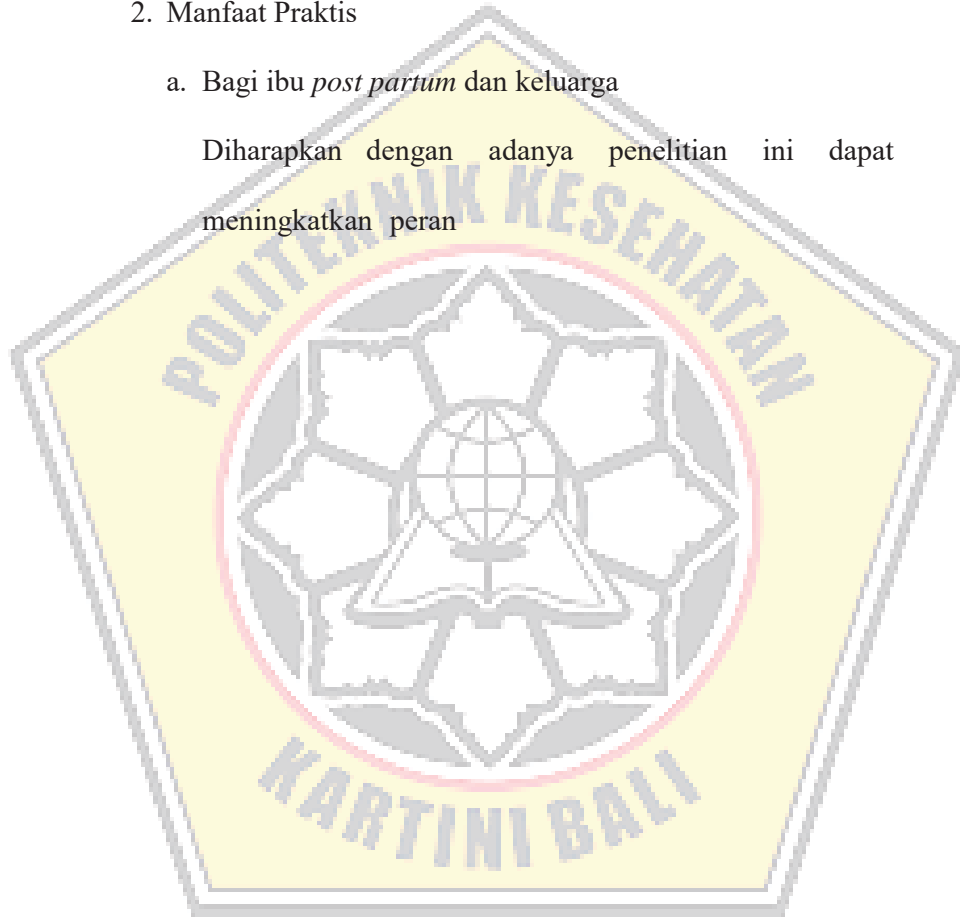 2. Manfaat Praktis
a. Bagi ibu post partum dan keluarga
Diharapkan dengan adanya penelitian ini dapat
meningkatkan peran
POLITEKNIK KESEHATAN
KARTINI BALI